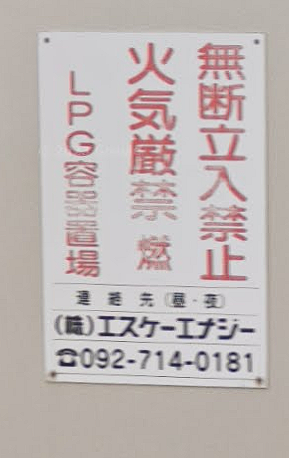 無断立入禁止
火気厳禁 燃
LPG容器置場
連絡先(昼・夜)
(株)エスケーエナジー
☎092-714-0181